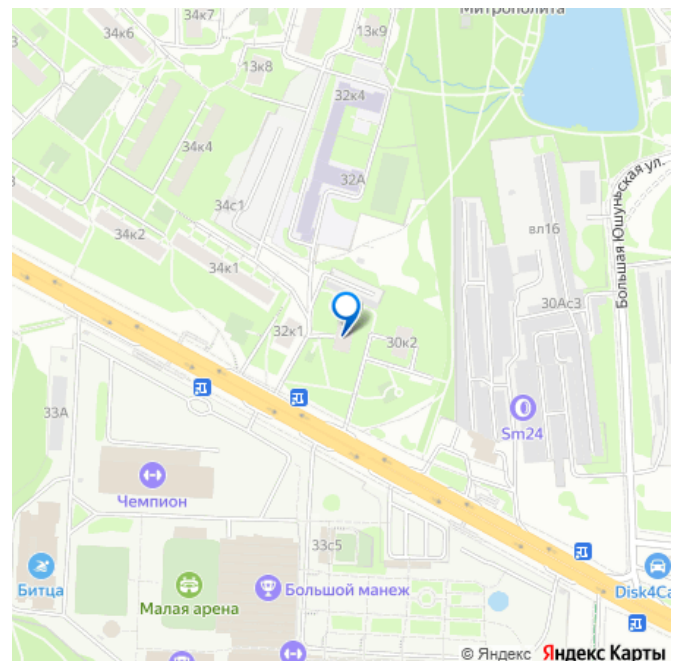 34к7
Митрополита
34к6
13к9
13к8
32к4
34к4
32А
34с1
Большая Юшуньская ул.
вл16
34к2
34к1
30Ас3
32к1
30к2
33А
Sm24
Чемпион
33с5
Битца
Малая арена
Большой манеж
Disk4Ca
© Яндекс Яндекс Карты